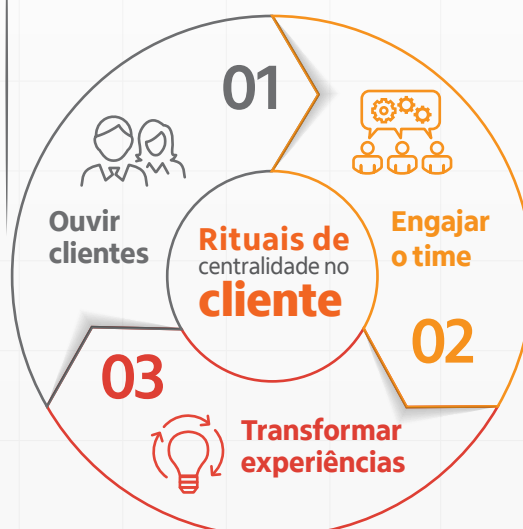 01
Ouvir
clientes
Rituais de
centralidade no
cliente
Engajar
o time
02
03
Transformar
experiências